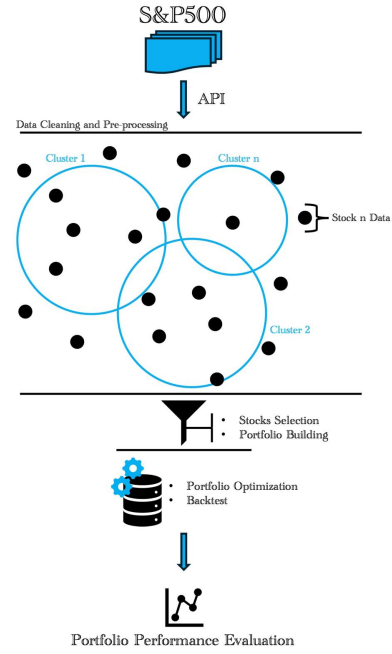 S&P500
API
Data Cleaning and Pre-processing
Cluster 1
Cluster n
Stock n Data
Cluster 2
• Stocks Selection
• Portfolio Building
• Portfolio Optimization
• Backtest
Portfolio Performance Evaluation